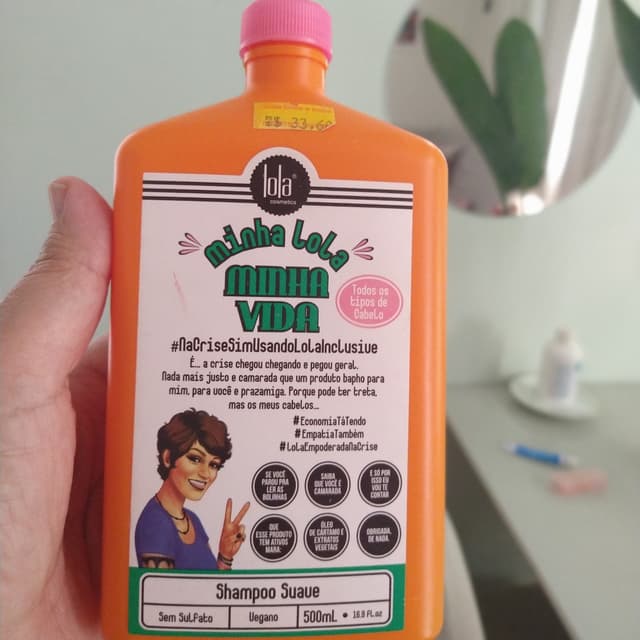 R$ 33,60
lola
cosmetics
minha lola
MINHA
VIDA
Todos os
tipos de
Cabelo
#NaCriseSimUsandoLolaInclusive
É... a crise chegou chegando e pegou geral.
Nada mais justo e camarada que um produto bapho para
mim, para você e prazamiga. Porque pode ter treta,
mas os meus cabelos...
#EconomiaTáTendo
#EmpatiaTambém
#LolaEmpoderadaNaCrise
SE VOCÊ
PAROU PRA
LER AS
BOLINHAS
SAIBA
QUE VOCÊ É
CAMARADA
E SÓ POR
ISSO EU
VOU TE
CONTAR
QUE
ESSE PRODUTO
TEM ATIVOS
MARA:
ÓLEO
DE CÁRTAMO E
EXTRATOS
VEGETAIS
OBRIGADA,
DE NADA.
Shampoo Suave
Sem Sulfato
Vegano
500mL • 16.9 Fl.oz